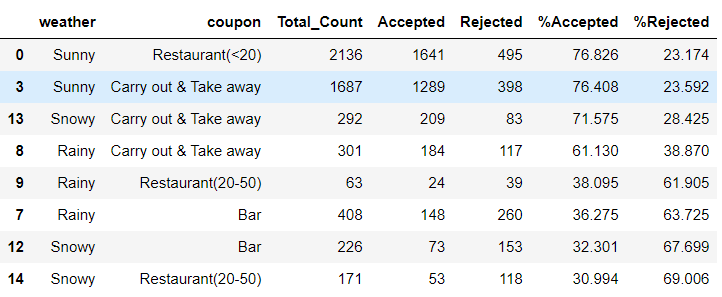 weather coupon Total_Count Accepted Rejected %Accepted %Rejected
0 Sunny Restaurant(<20) 2136 1641 495 76.826 23.174
3 Sunny Carry out & Take away 1687 1289 398 76.408 23.592
13 Snowy Carry out & Take away 292 209 83 71.575 28.425
8 Rainy Carry out & Take away 301 184 117 61.130 38.870
9 Rainy Restaurant(20-50) 63 24 39 38.095 61.905
7 Rainy Bar 408 148 260 36.275 63.725
12 Snowy Bar 226 73 153 32.301 67.699
14 Snowy Restaurant(20-50) 171 53 118 30.994 69.006